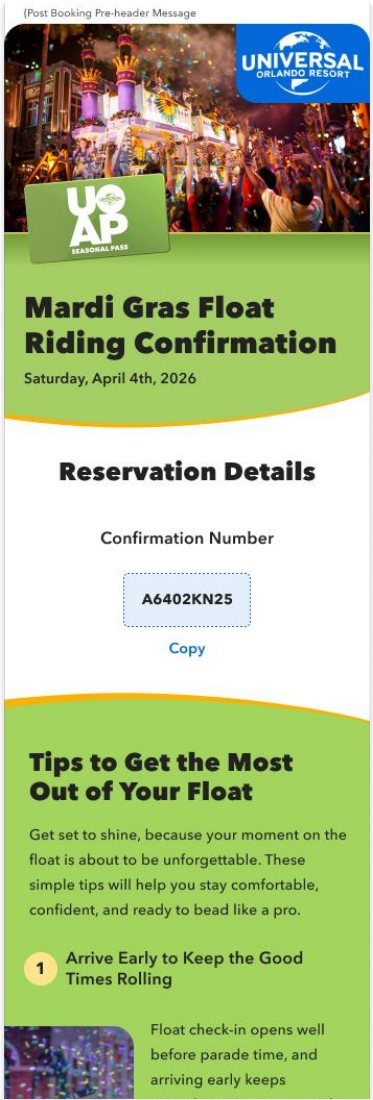 (Post Booking Pre-header Message
UNIVERSAL
ORLANDO RESORT
UO
AP
SEASONAL PASS
Mardi Gras Float
Riding Confirmation
Saturday, April 4th, 2026
Reservation Details
Confirmation Number
A6402KN25
Copy
Tips to Get the Most
Out of Your Float
Get set to shine, because your moment on the
float is about to be unforgettable. These
simple tips will help you stay comfortable,
confident, and ready to bead like a pro.
1
Arrive Early to Keep the Good
Times Rolling
Float check-in opens well
before parade time, and
arriving early keeps